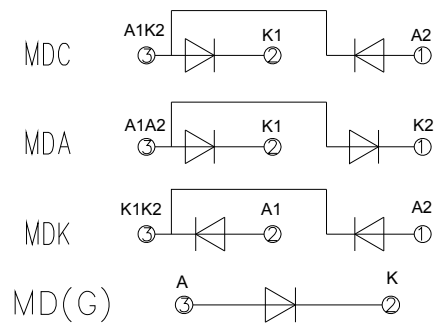 A1K2 K1 A2
MDC ③ ② ①
A1A2 K1 K2
MDA ③ ② ①
K1K2 A1 A2
MDK ③ ② ①
A K
MD(G) ③ ②